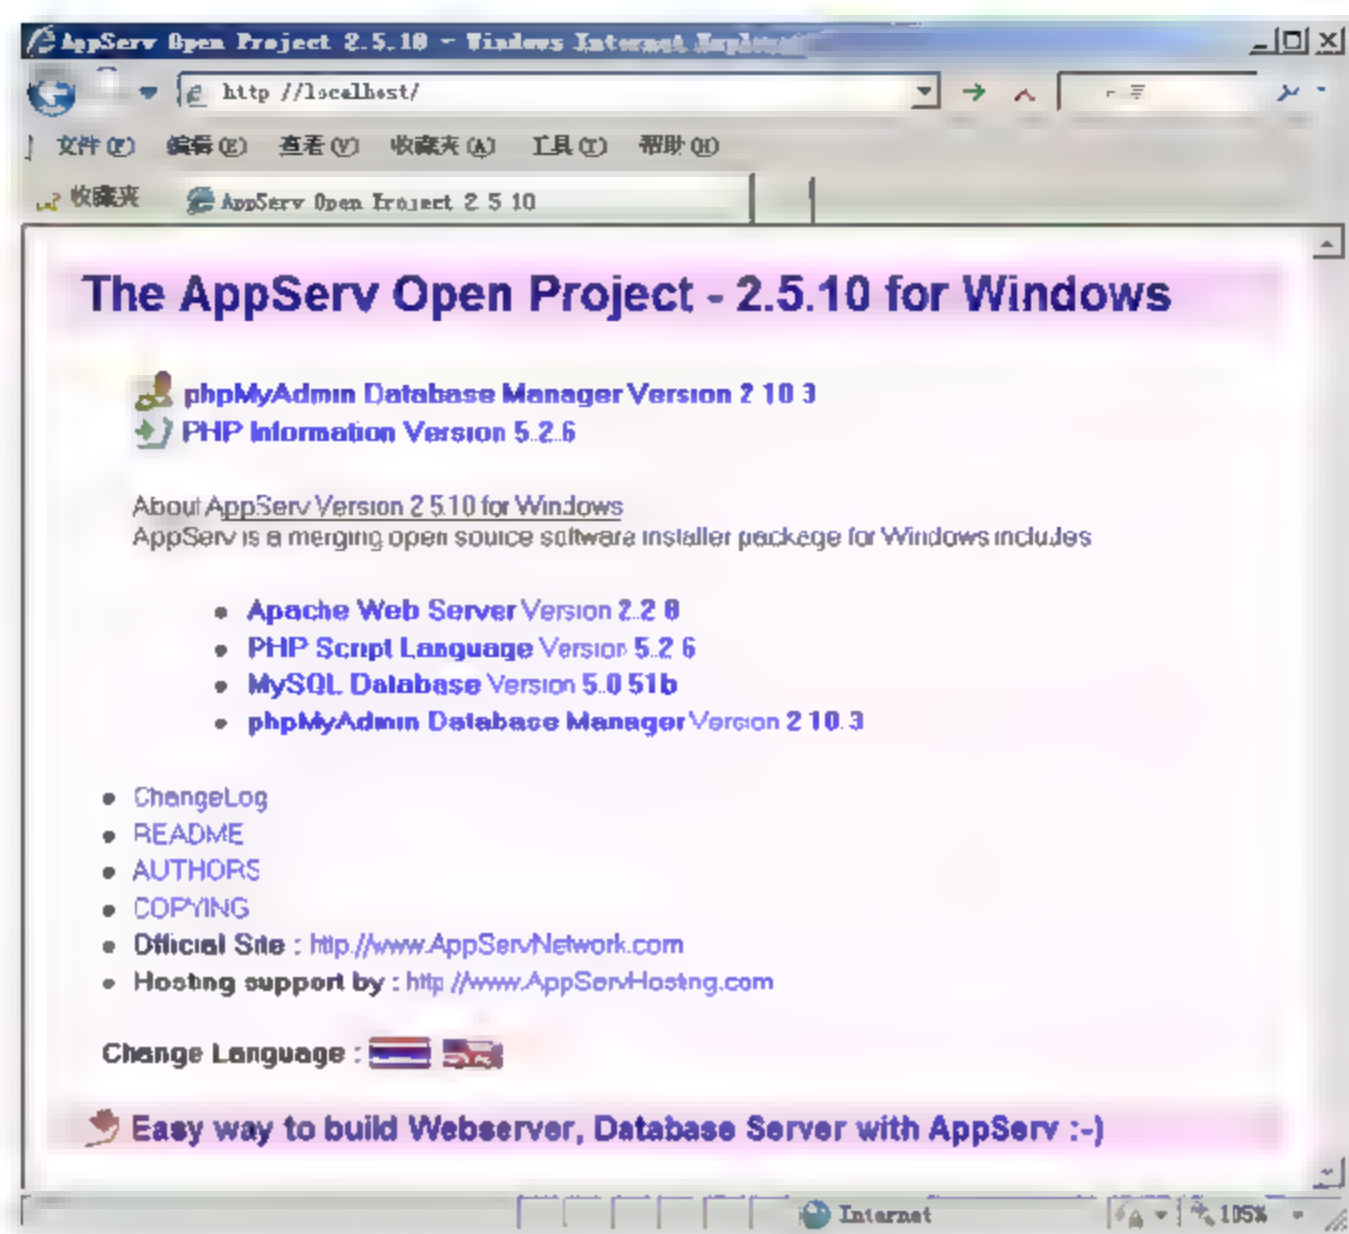 AppServ Open Project 2.5.10 - Windows Internet Explorer
http //localhost/
文件(F) 编辑(E) 查看(V) 收藏夹(A) 工具(T) 帮助(H)
收藏夹 AppServ Open Project 2 5 10
The AppServ Open Project - 2.5.10 for Windows
phpMyAdmin Database Manager Version 2 10 3
PHP Information Version 5.2.6
About AppServ Version 2 5 10 for Windows
AppServ is a merging open source software installer package for Windows includes
Apache Web Server Version 2.2 8
PHP Script Language Version 5.2 6
MySQL Database Version 5.0 51b
phpMyAdmin Database Manager Version 2 10.3
ChangeLog
README
AUTHORS
COPYING
Official Site : http://www.AppServNetwork.com
Hosting support by : http //www.AppServHosting.com
Change Language :
Easy way to build Webserver, Database Server with AppServ :-)
Internet 105%